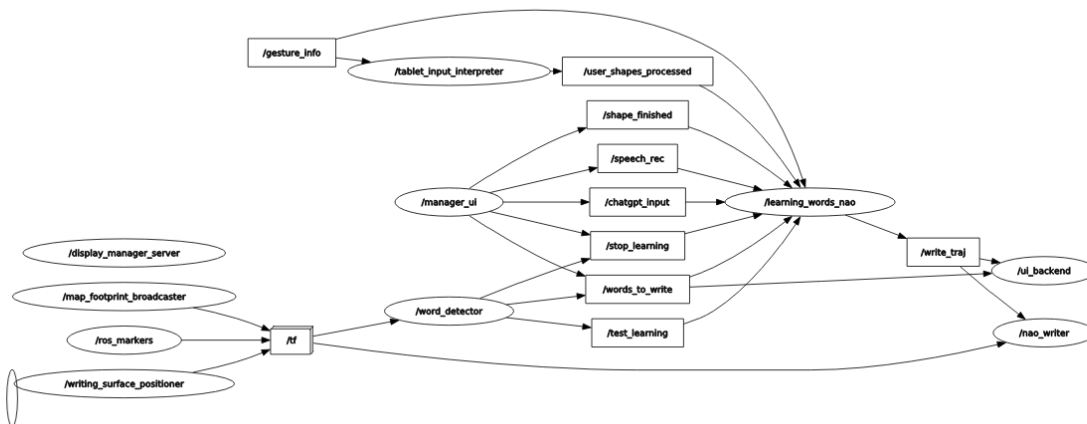 /gesture_info
/tablet_input_interpreter
/user_shapes_processed
/shape_finished
/speech_rec
/manager_ui
/chatgpt_input
/learning_words_nao
/stop_learning
/write_traj
/display_manager_server
/ui_backend
/map_footprint_broadcaster
/words_to_write
/word_detector
/ros_markers
/tf
/test_learning
/nao_writer
/writing_surface_positioner